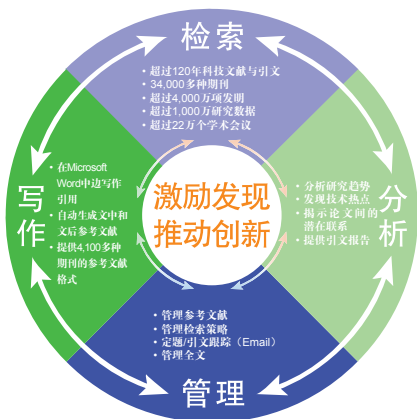 检索
• 超过120年科技文献与引文
• 34,000多种期刊
• 超过4,000万项发明
• 超过1,000万研究数据
• 超过22万个学术会议
写作
• 在Microsoft
Word中边写作
引用
• 自动生成文中和
文后参考文献
• 提供4,100多种
期刊的参考文献
格式
激励发现
推动创新
• 分析研究趋势
• 发现技术热点
• 揭示论文间的
潜在联系
• 提供引文报告
分析
• 管理参考文献
• 管理检索策略
• 定题/引文跟踪（Email）
• 管理全文
管理